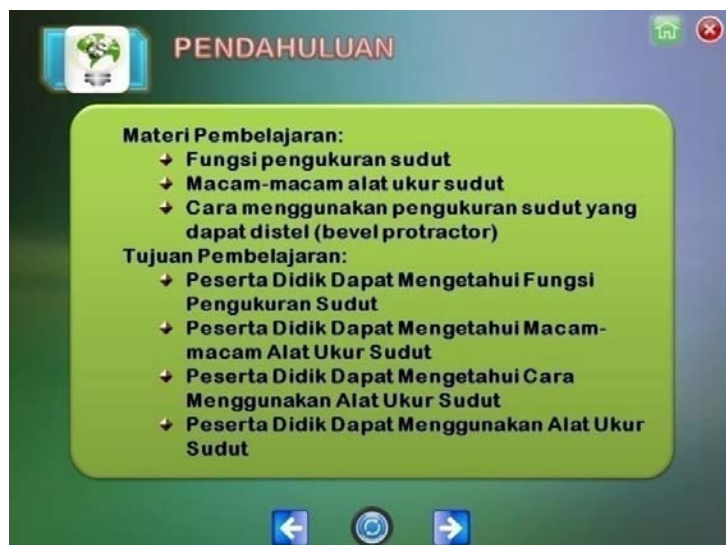 PENDAHULUAN
Materi Pembelajaran:
Fungsi pengukuran sudut
Macam-macam alat ukur sudut
Cara menggunakan pengukuran sudut yang
dapat distel (bevel protractor)
Tujuan Pembelajaran:
Peserta Didik Dapat Mengetahui Fungsi
Pengukuran Sudut
Peserta Didik Dapat Mengetahui Macam-
macam Alat Ukur Sudut
Peserta Didik Dapat Mengetahui Cara
Menggunakan Alat Ukur Sudut
Peserta Didik Dapat Menggunakan Alat Ukur
Sudut